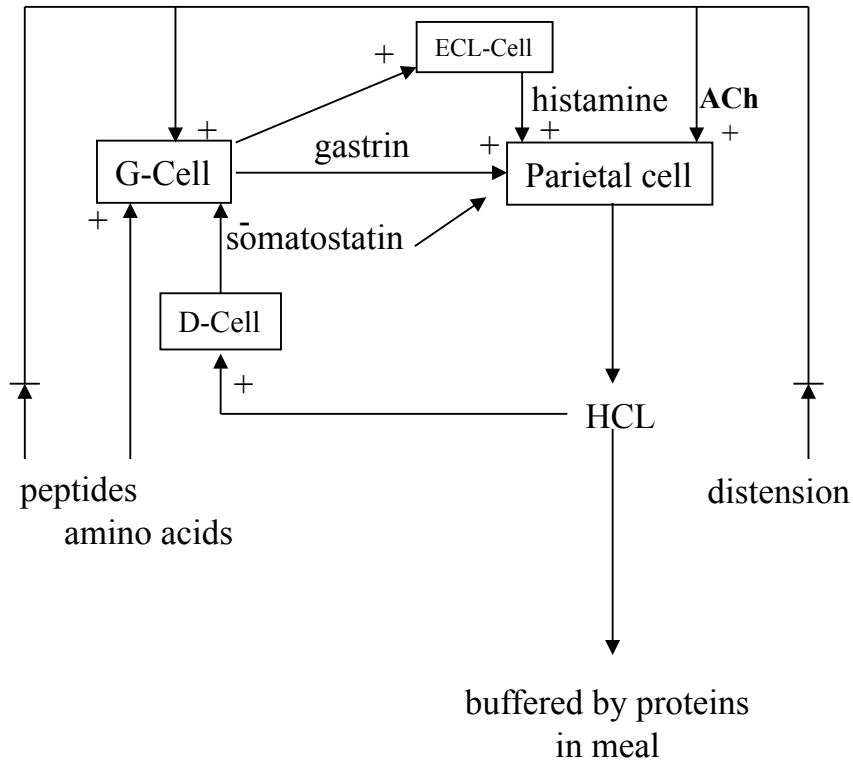 ECL-Cell
+
histamine
ACh
+
gastrin
+
+
+
G-Cell
Parietal cell
+
-
somatostatin
D-Cell
+
HCL
peptides
amino acids
distension
buffered by proteins
in meal